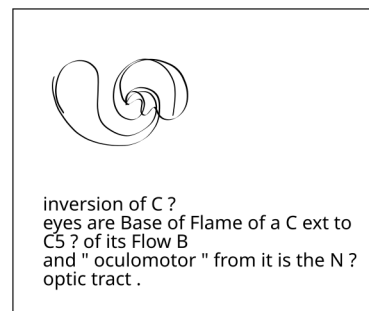 inversion of C ?
eyes are Base of Flame of a C ext to
C5 ? of its Flow B
and " oculomotor " from it is the N ?
optic tract .